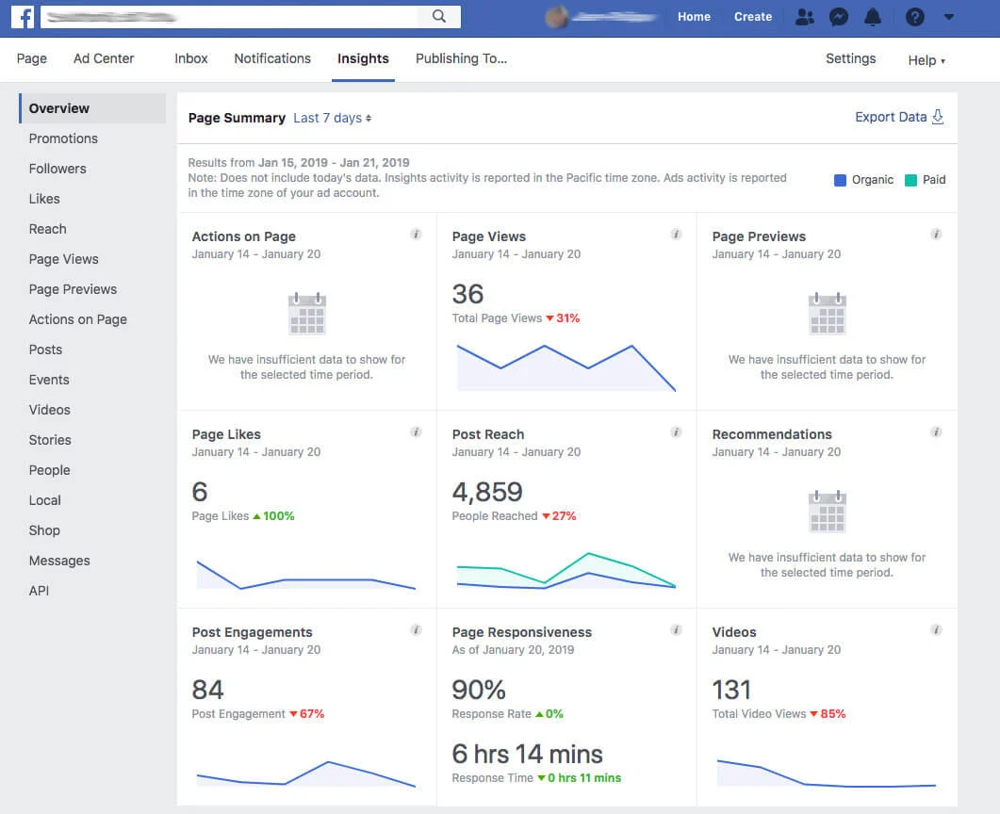 Home
Create
Page
Ad Center
Inbox
Notifications
Insights
Publishing To...
Settings
Help
Overview
Promotions
Followers
Likes
Reach
Page Views
Page Previews
Actions on Page
Posts
Events
Videos
Stories
People
Local
Shop
Messages
API
Page Summary Last 7 days
Export Data
Results from Jan 15, 2019 - Jan 21, 2019
Note: Does not include today's data. Insights activity is reported in the Pacific time zone. Ads activity is reported
in the time zone of your ad account.
Organic
Paid
Actions on Page
January 14 - January 20
We have insufficient data to show for
the selected time period.
Page Views
January 14 - January 20
36
Total Page Views ▼31%
Page Previews
January 14 - January 20
We have insufficient data to show for
the selected time period.
Page Likes
January 14 - January 20
6
Page Likes ▲100%
Post Reach
January 14 - January 20
4,859
People Reached ▼27%
Recommendations
January 14 - January 20
We have insufficient data to show for
the selected time period.
Post Engagements
January 14 - January 20
84
Post Engagement ▼67%
Page Responsiveness
As of January 20, 2019
90%
Response Rate ▲0%
6 hrs 14 mins
Response Time ▼0 hrs 11 mins
Videos
January 14 - January 20
131
Total Video Views ▼85%